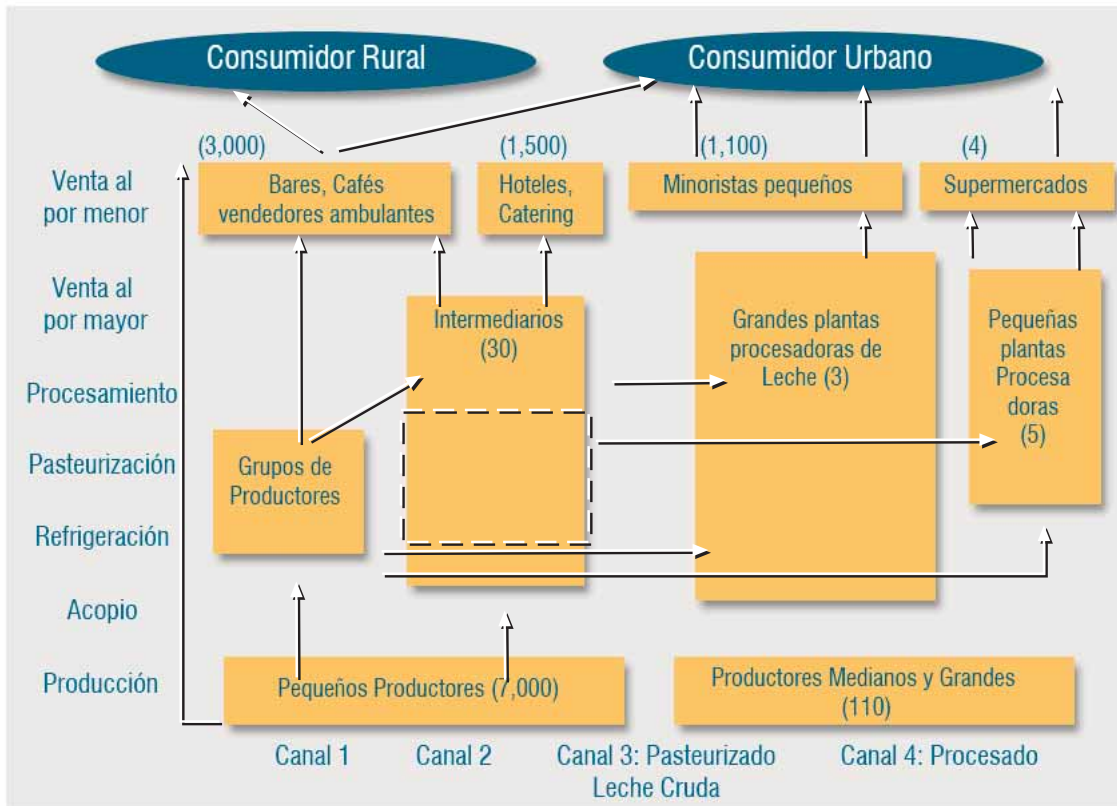 Consumidor Rural
Consumidor Urbano
(3,000)
(1,500)
(1,100)
(4)
Venta al
por menor
Bares, Cafés
vendedores ambulantes
Hoteles,
Catering
Minoristas pequeños
Supermercados
Venta al
por mayor
Intermediarios
(30)
Grandes plantas
procesadoras de
Leche (3)
Pequeñas
plantas
Procesa
doras
(5)
Procesamiento
Pasteurización
Grupos de
Productores
Refrigeración
Acopio
Producción
Pequeños Productores (7,000)
Productores Medianos y Grandes
(110)
Canal 1
Canal 2
Canal 3: Pasteurizado
Leche Cruda
Canal 4: Procesado